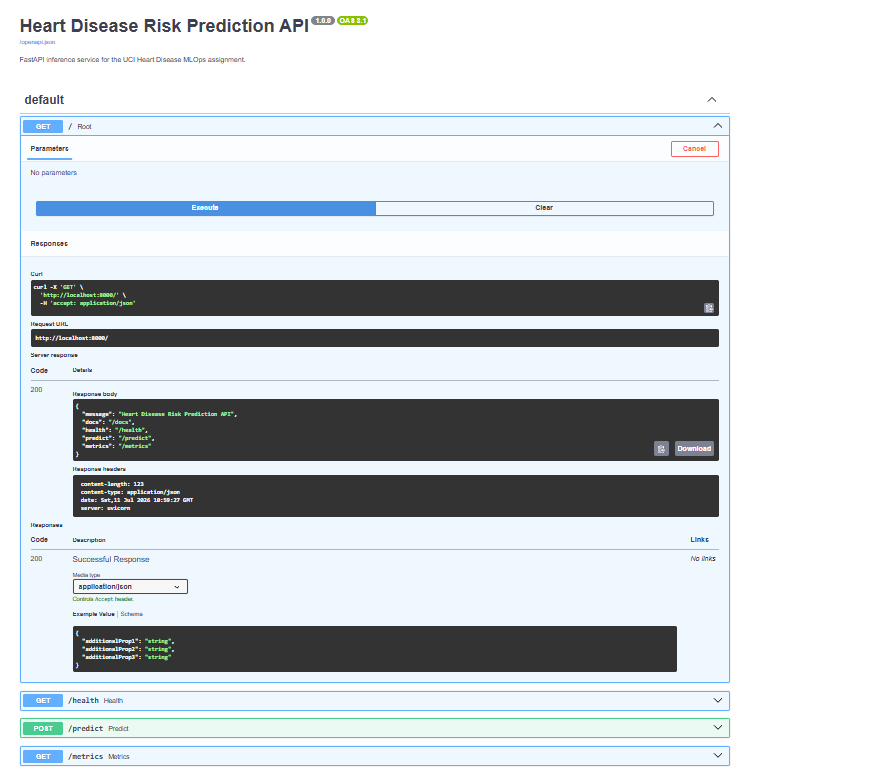 Heart Disease Risk Prediction API 1.0.0 OAS 3.1
/openapi.json
FastAPI inference service for the UCI Heart Disease MLOps assignment.
default
GET / Root
Parameters Cancel
No parameters
Execute Clear
Responses
Curl
curl -X 'GET' \
'http://localhost:8000/' \
-H 'accept: application/json'
Request URL
http://localhost:8000/
Server response
Code Details
200
Response body
{
"message": "Heart Disease Risk Prediction API",
"docs": "/docs",
"health": "/health",
"predict": "/predict",
"metrics": "/metrics"
}
Download
Response headers
content-length: 123
content-type: application/json
date: Sat,11 Jul 2026 10:59:27 GMT
server: uvicorn
Responses
Code Description Links
200 Successful Response No links
Media type
application/json
Controls Accept header.
Example Value | Schema
{
"additionalProp1": "string",
"additionalProp2": "string",
"additionalProp3": "string"
}
GET /health Health
POST /predict Predict
GET /metrics Metrics